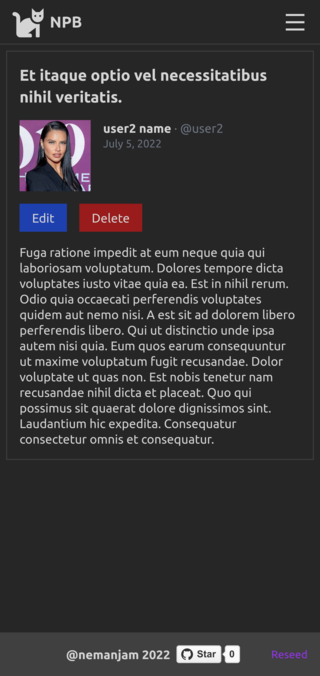 NPB
Et itaque optio vel necessitatibus
nihil veritatis.
user2 name · @user2
July 5, 2022
Edit
Delete
Fuga ratione impedit at eum neque quia qui
laboriosam voluptatum. Dolores tempore dicta
voluptates iusto vitae quia ea. Est in nihil rerum.
Odio quia occaecati perferendis voluptates
quidem aut nemo nisi. A est sit ad dolorem libero
perferendis libero. Qui ut distinctio unde ipsa
autem nisi quia. Eum quos earum consequuntur
ut maxime voluptatum fugit recusandae. Dolor
voluptate ut quas non. Est nobis tenetur nam
recusandae nihil dicta et placeat. Quo qui
possimus sit quaerat dolore dignissimos sint.
Laudantium hic expedita. Consequatur
consectetur omnis et consequatur.
@nemanjam 2022
Star
0
Reseed